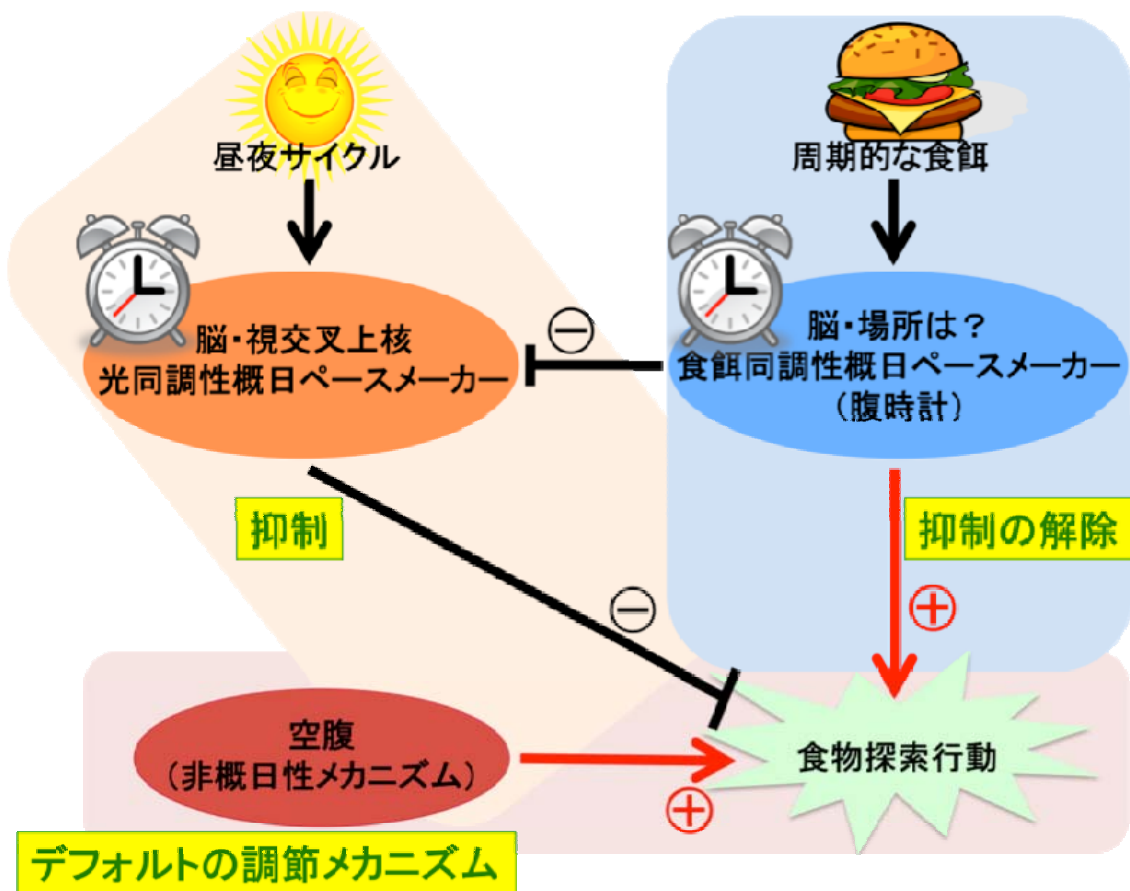 昼夜サイクル
周期的な食餌
脳・視交叉上核
光同調性概日ペースメーカー
脳・場所は?
食餌同調性概日ペースメーカー
(腹時計)
抑制
抑制の解除
空腹
(非概日性メカニズム)
食物探索行動
デフォルトの調節メカニズム